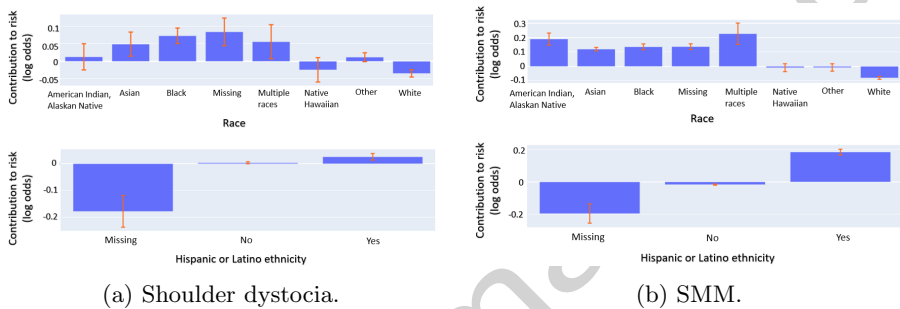 Contribution to risk
(log odds)
0.1
0.05
0
-0.05
American Indian,
Alaskan Native
Asian
Black
Missing
Multiple
races
Native
Hawaiian
Other
White
Race
Contribution to risk
(log odds)
0
-0.1
-0.2
Missing
No
Yes
Hispanic or Latino ethnicity
(a) Shoulder dystocia.
Contribution to risk
(log odds)
0.3
0.2
0.1
0
-0.1
American Indian,
Alaskan Native
Asian
Black
Missing
Multiple
races
Native
Hawaiian
Other
White
Race
Contribution to risk
(log odds)
0.2
0
-0.2
Missing
No
Yes
Hispanic or Latino ethnicity
(b) SMM.